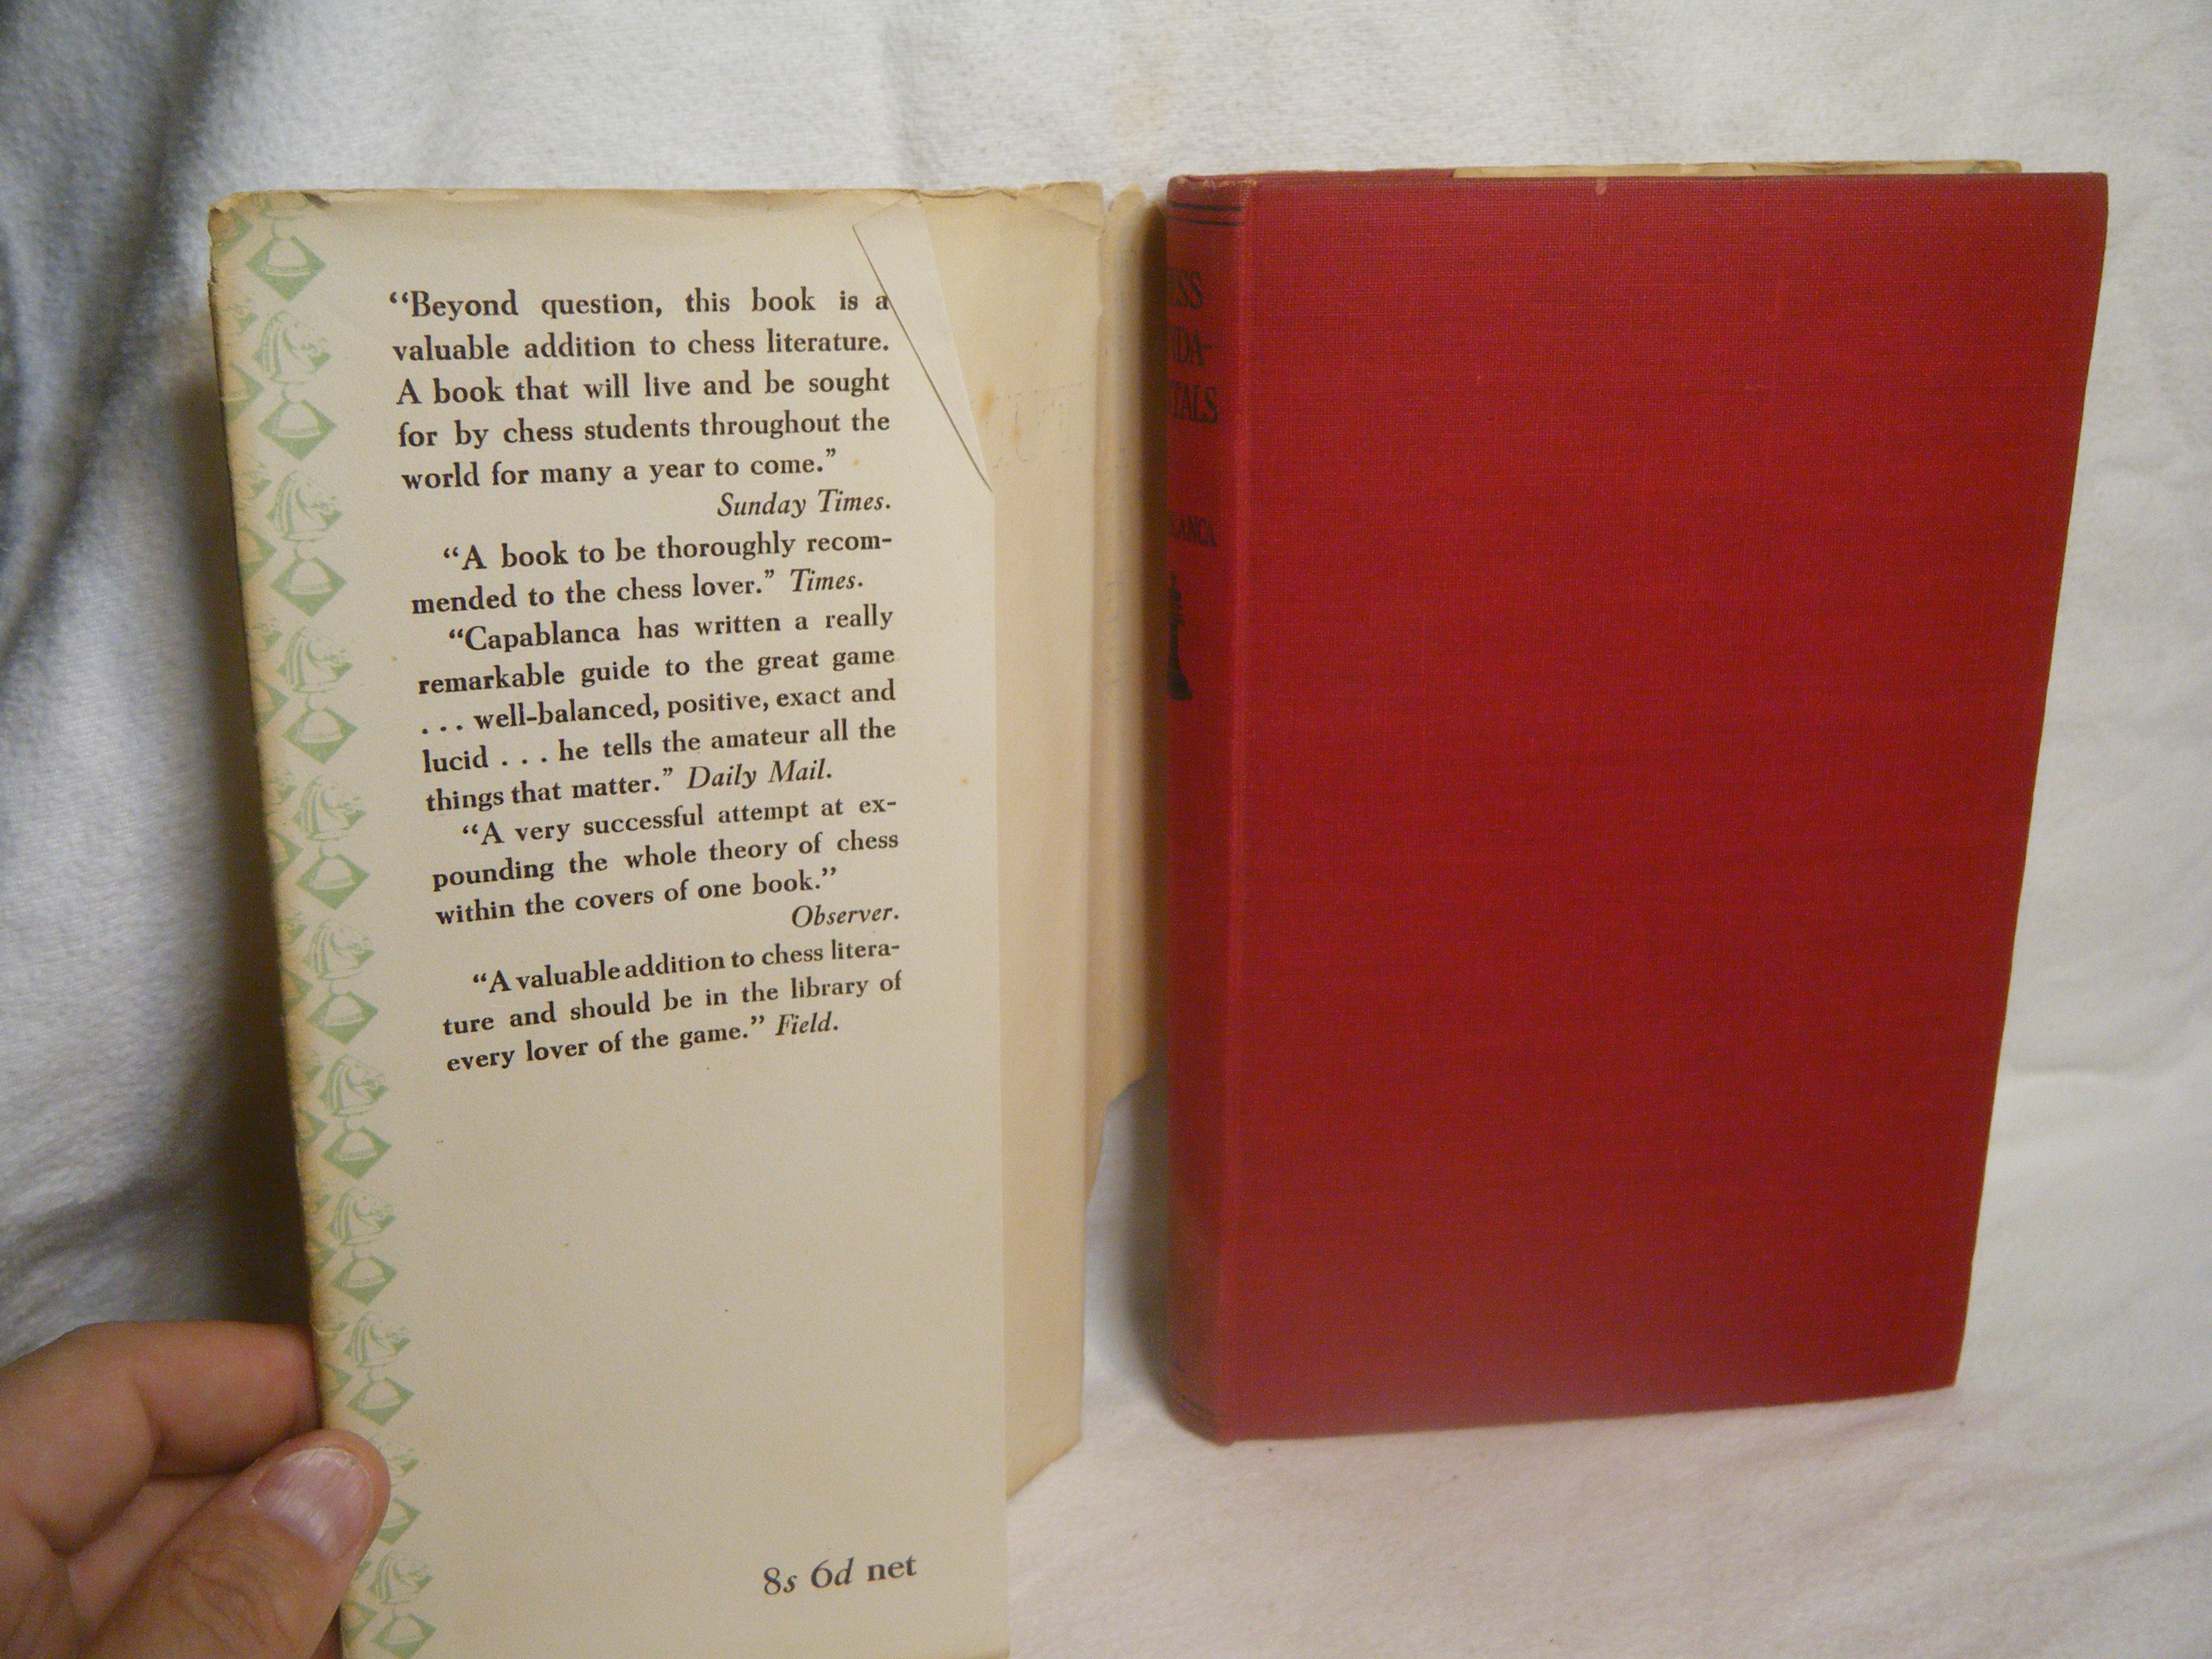 “Beyond question, this book is a
valuable addition to chess literature.
A book that will live and be sought
for by chess students throughout the
world for many a year to come.”
Sunday Times.
“A book to be thoroughly recom-
mended to the chess lover.” Times.
“Capablanca has written a really
remarkable guide to the great game
. . . well-balanced, positive, exact and
lucid . . . he tells the amateur all the
things that matter.” Daily Mail.
“A very successful attempt at ex-
pounding the whole theory of chess
within the covers of one book.”
Observer.
“A valuable addition to chess litera-
ture and should be in the library of
every lover of the game.” Field.
8s 6d net
ESS
DA-
TALS
LANCA